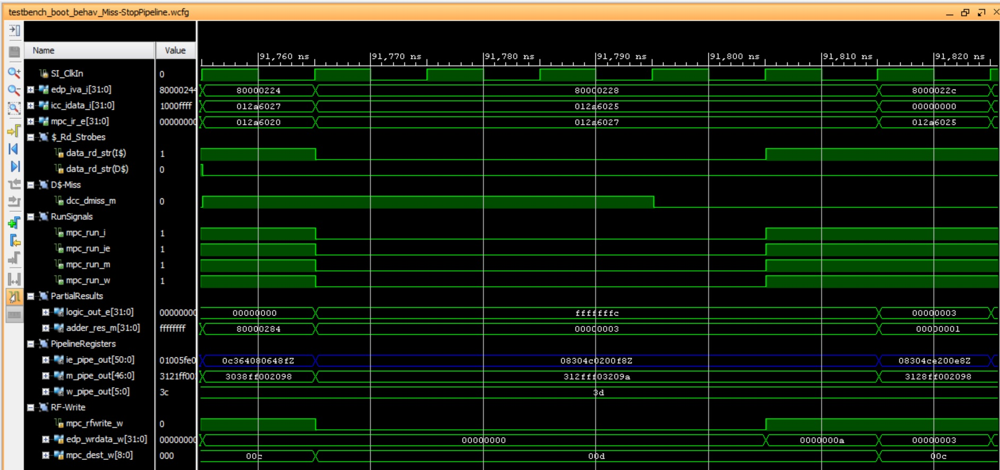 testbench_boot_behav_Miss-StopPipeline.wcfg
Name Value 91,760 ns 91,770 ns 91,780 ns 91,790 ns 91,800 ns 91,810 ns 91,820 ns
SI_ClkIn 0
edp_iva_i[31:0] 80000244 80000224 80000228 8000022c
icc_idata_i[31:0] 1000ffff 012a6027 012a6025 00000000
mpc_ir_e[31:0] 00000000 012a6020 012a6027 012a6025
$_Rd_Strobes
data_rd_str(I$) 1
data_rd_str(D$) 0
D$-Miss
dcc_dmiss_m 0
RunSignals
mpc_run_i 1
mpc_run_ie 1
mpc_run_m 1
mpc_run_w 1
PartialResults
logic_out_e[31:0] 00000000 00000000 fffffffc 00000003
adder_res_m[31:0] ffffffff 80000284 00000003 00000001
PipelineRegisters
ie_pipe_out[50:0] 01005fe0 0c364080648fZ 08304c0200f8Z 08304ce200e8Z
m_pipe_out[46:0] 3121ff00 3038ff002098 312fff03209a 3128ff002098
w_pipe_out[5:0] 3c 3d
RF-Write
mpc_rfwrite_w 0
edp_wrdata_w[31:0] 00000000 00000000 0000000a 00000003
mpc_dest_w[8:0] 000 00c 00d 00c